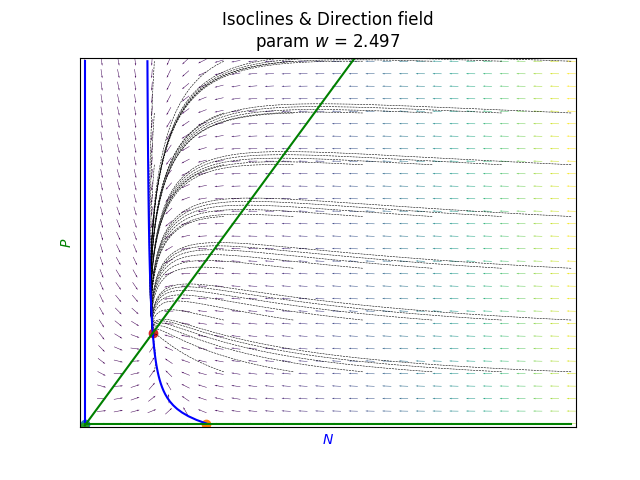 Isoclines & Direction field
param w = 2.497
P
N